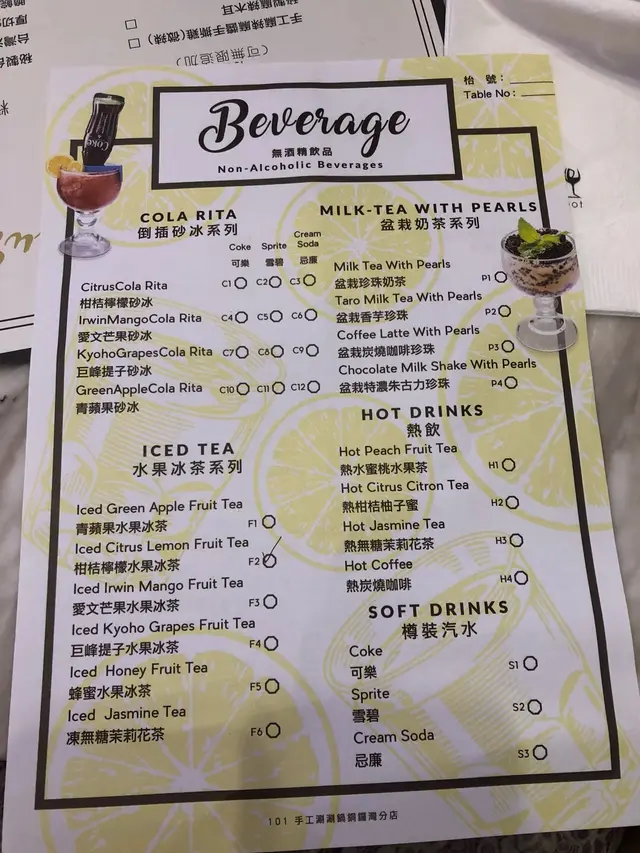 枱 號：
Table No：
Beverage
無酒精飲品
Non-Alcoholic Beverages
COLA RITA
倒插砂冰系列
Coke Sprite Cream Soda
可樂 雪碧 忌廉
CitrusCola Rita C1 C2 C3
柑桔檸檬砂冰
IrwinMangoCola Rita C4 C5 C6
愛文芒果砂冰
KyohoGrapesCola Rita C7 C8 C9
巨峰提子砂冰
GreenAppleCola Rita C10 C11 C12
青蘋果砂冰
ICED TEA
水果冰茶系列
Iced Green Apple Fruit Tea
青蘋果水果冰茶 F1
Iced Citrus Lemon Fruit Tea
柑桔檸檬水果冰茶 F2
Iced Irwin Mango Fruit Tea
愛文芒果水果冰茶 F3
Iced Kyoho Grapes Fruit Tea
巨峰提子水果冰茶 F4
Iced Honey Fruit Tea
蜂蜜水果冰茶 F5
Iced Jasmine Tea
凍無糖茉莉花茶 F6
MILK-TEA WITH PEARLS
盆栽奶茶系列
Milk Tea With Pearls
盆栽珍珠奶茶 P1
Taro Milk Tea With Pearls
盆栽香芋珍珠 P2
Coffee Latte With Pearls
盆栽炭燒咖啡珍珠 P3
Chocolate Milk Shake With Pearls
盆栽特濃朱古力珍珠 P4
HOT DRINKS
熱飲
Hot Peach Fruit Tea
熱水蜜桃水果茶 H1
Hot Citrus Citron Tea
熱柑桔柚子蜜 H2
Hot Jasmine Tea
熱無糖茉莉花茶 H3
Hot Coffee
熱炭燒咖啡 H4
SOFT DRINKS
樽裝汽水
Coke
可樂 S1
Sprite
雪碧 S2
Cream Soda
忌廉 S3
101 手工涮涮鍋銅鑼灣分店